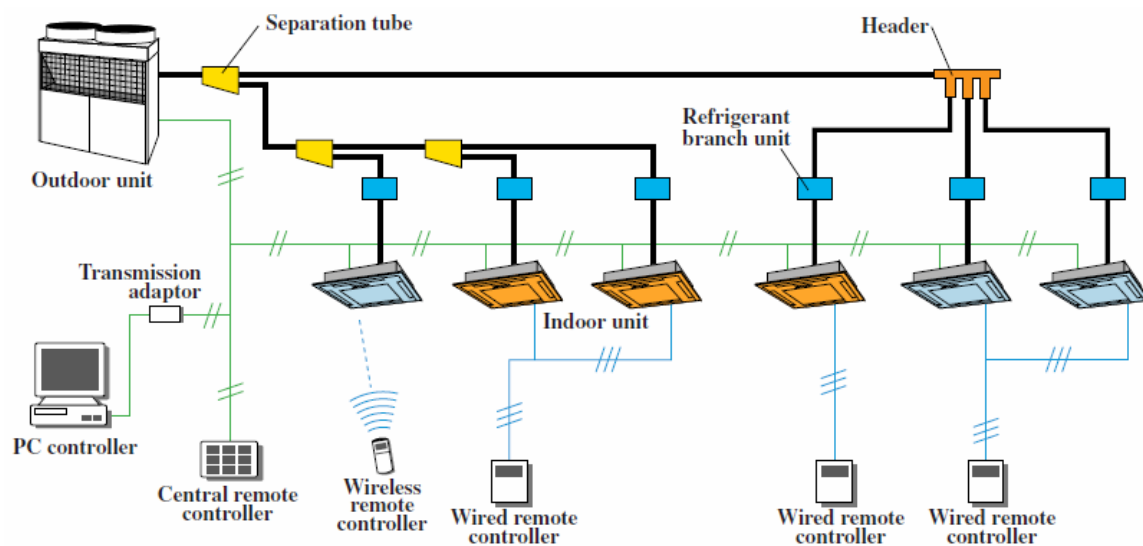 Separation tube
Header
Refrigerant
branch unit
Outdoor unit
Transmission
adaptor
Indoor unit
PC controller
Central remote
controller
Wireless
remote
controller
Wired remote
controller
Wired remote
controller
Wired remote
controller